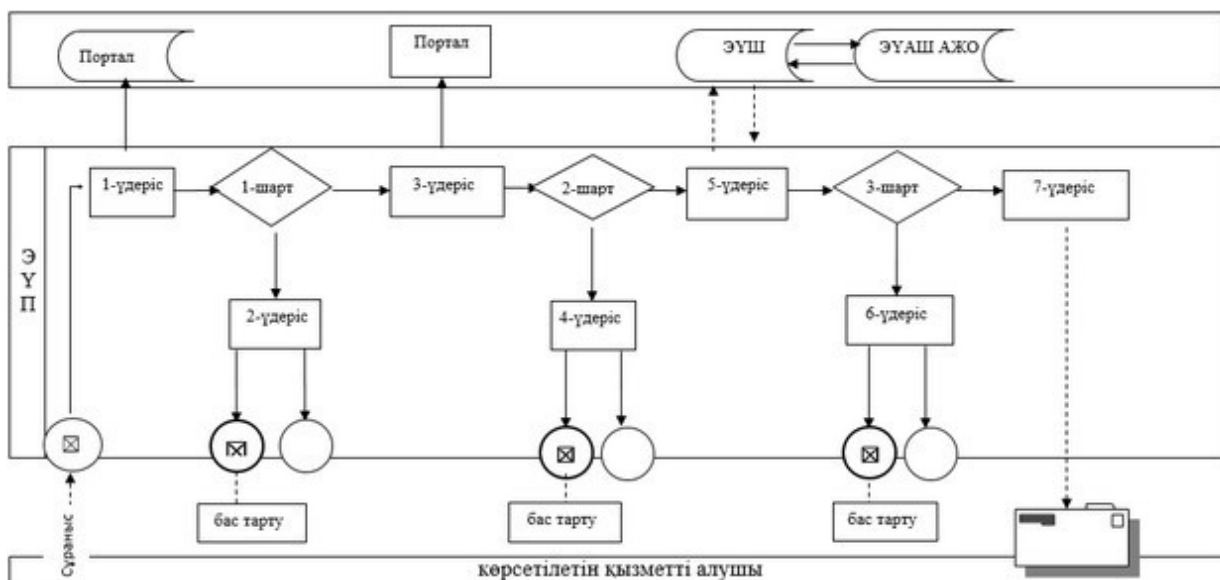 Портал
Портал
ЭҮШ
ЭҮАШ АЖО
1-үдеріс
1-шарт
3-үдеріс
2-шарт
5-үдеріс
3-шарт
7-үдеріс
Э
Ү
П
2-үдеріс
4-үдеріс
6-үдеріс
бас тарту
бас тарту
бас тарту
Сұраныс
көрсетілетін қызметті алушы